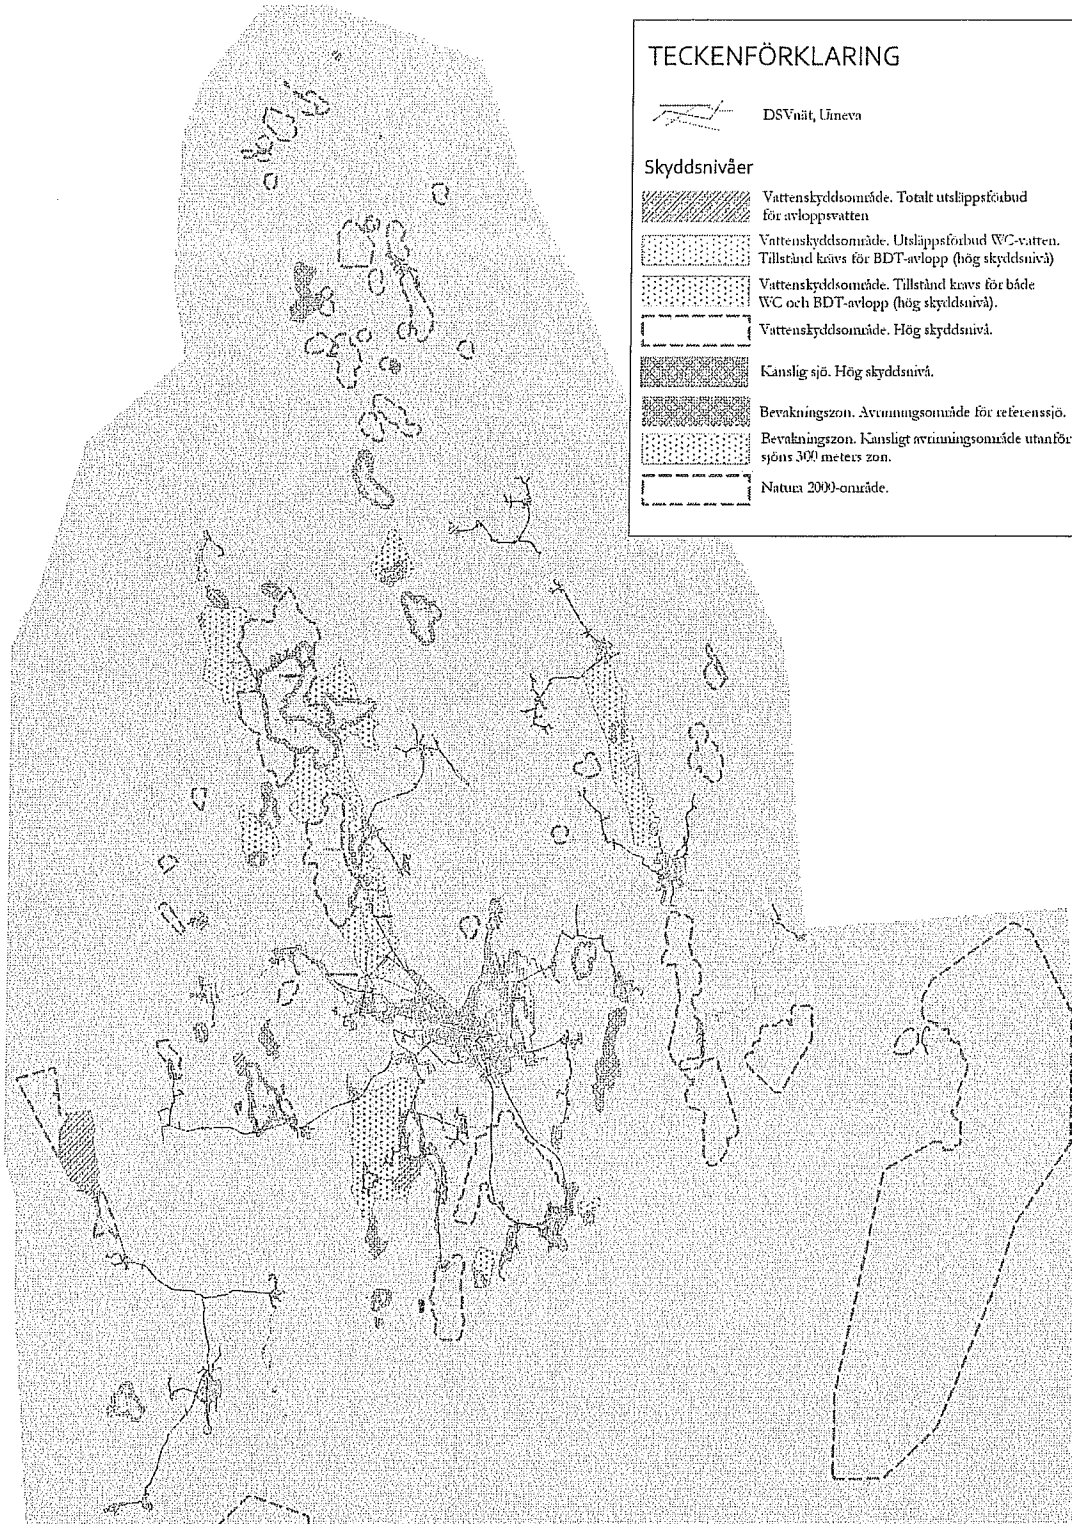 TECKENFÖRKLARING
DSVnät, Umeva
Skyddsnivåer
Vattenskyddsområde. Totalt utsläppsförbud
för avloppsvatten
Vattenskyddsområde. Utsläppsförbud WC-vatten.
Tillstånd krävs för BDT-avlopp (hög skyddsnivå)
Vattenskyddsområde. Tillstånd krävs för både
WC och BDT-avlopp (hög skyddsnivå).
Vattenskyddsområde. Hög skyddsnivå.
Känslig sjö. Hög skyddsnivå.
Bevakningszon. Avrinningsområde för referenssjö.
Bevakningszon. Känsligt avrinningsområde utanför
sjöns 300 meters zon.
Natura 2000-område.